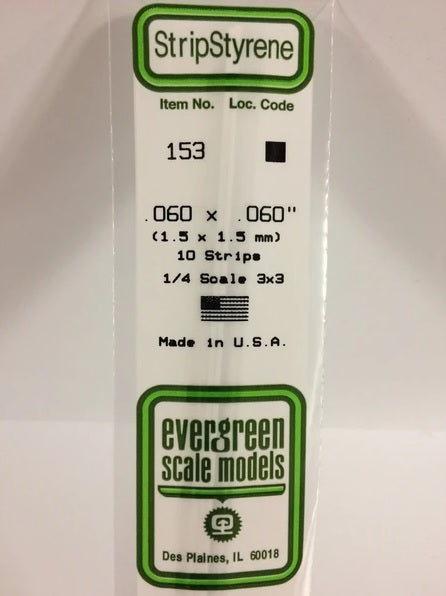 StripStyrene
Item No. Loc. Code
153
.060 x .060"
(1.5 x 1.5 mm)
10 Strips
1/4 Scale 3x3
Made in U.S.A.
evergreen
scale models
Des Plaines, IL 60018